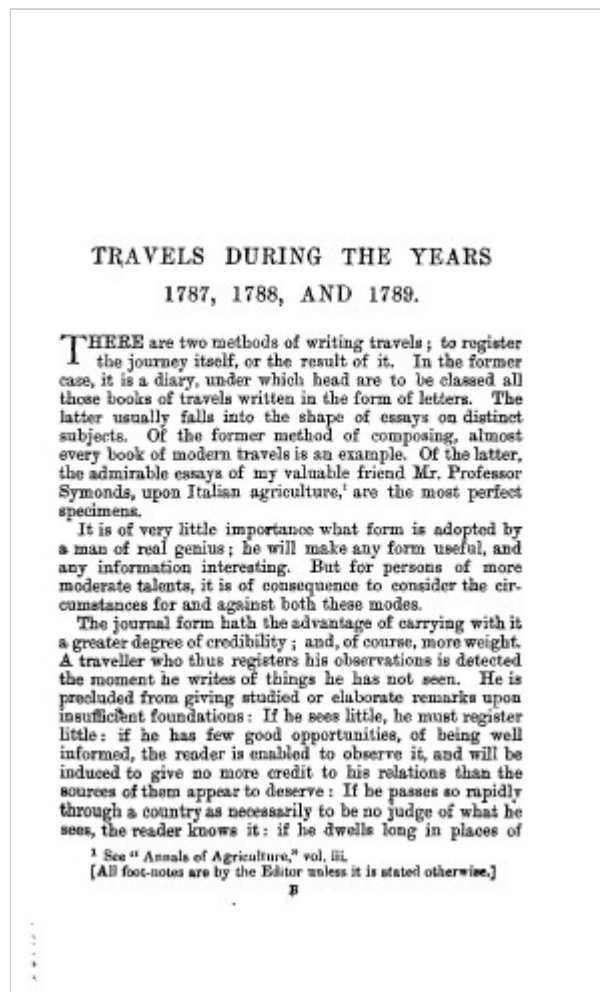 TRAVELS DURING THE YEARS
1787, 1788, AND 1789.
THERE are two methods of writing travels; to register
the journey itself, or the result of it. In the former
case, it is a diary, under which head are to be classed all
those books of travels written in the form of letters. The
latter usually falls into the shape of essays on distinct
subjects. Of the former method of composing, almost
every book of modern travels is an example. Of the latter,
the admirable essays of my valuable friend Mr. Professor
Symonds, upon Italian agriculture,¹ are the most perfect
specimens.
It is of very little importance what form is adopted by
a man of real genius; he will make any form useful, and
any information interesting. But for persons of more
moderate talents, it is of consequence to consider the cir-
cumstances for and against both these modes.
The journal form hath the advantage of carrying with it
a greater degree of credibility; and, of course, more weight.
A traveller who thus registers his observations is detected
the moment he writes of things he has not seen. He is
precluded from giving studied or elaborate remarks upon
insufficient foundations: If he sees little, he must register
little: if he has few good opportunities, of being well
informed, the reader is enabled to observe it, and will be
induced to give no more credit to his relations than the
sources of them appear to deserve: If he passes so rapidly
through a country as necessarily to be no judge of what he
sees, the reader knows it: if he dwells long in places of
¹ See "Annals of Agriculture," vol. iii.
[All foot-notes are by the Editor unless it is stated otherwise.]
B